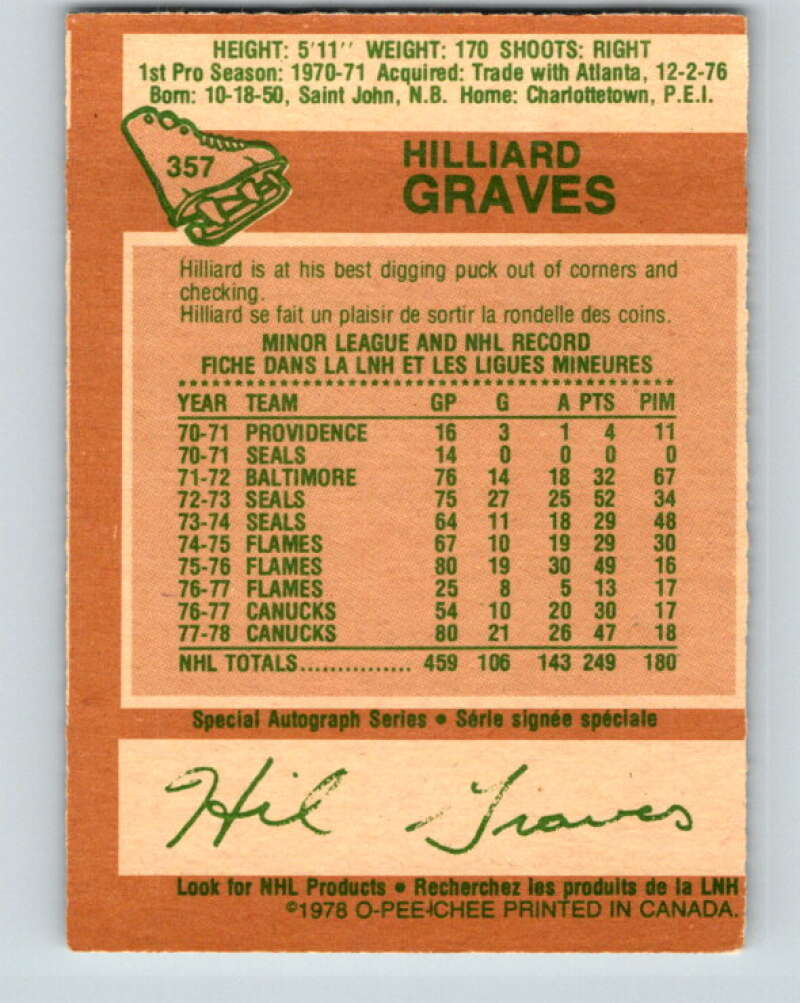 HEIGHT: 5'11'' WEIGHT: 170 SHOOTS: RIGHT
1st Pro Season: 1970-71 Acquired: Trade with Atlanta, 12-2-76
Born: 10-18-50, Saint John, N.B. Home: Charlottetown, P.E.I.
357
HILLIARD
GRAVES
Hilliard is at his best digging puck out of corners and
checking.
Hilliard se fait un plaisir de sortir la rondelle des coins.
MINOR LEAGUE AND NHL RECORD
FICHE DANS LA LNH ET LES LIGUES MINEURES
YEAR TEAM GP G A PTS PIM
70-71 PROVIDENCE 16 3 1 4 11
70-71 SEALS 14 0 0 0 0
71-72 BALTIMORE 76 14 18 32 67
72-73 SEALS 75 27 25 52 34
73-74 SEALS 64 11 18 29 48
74-75 FLAMES 67 10 19 29 30
75-76 FLAMES 80 19 30 49 16
76-77 FLAMES 25 8 5 13 17
76-77 CANUCKS 54 10 20 30 17
77-78 CANUCKS 80 21 26 47 18
NHL TOTALS............... 459 106 143 249 180
Special Autograph Series • Série signée spéciale
Hil Graves
Look for NHL Products • Recherchez les produits de la LNH
©1978 O-PEE-CHEE PRINTED IN CANADA.